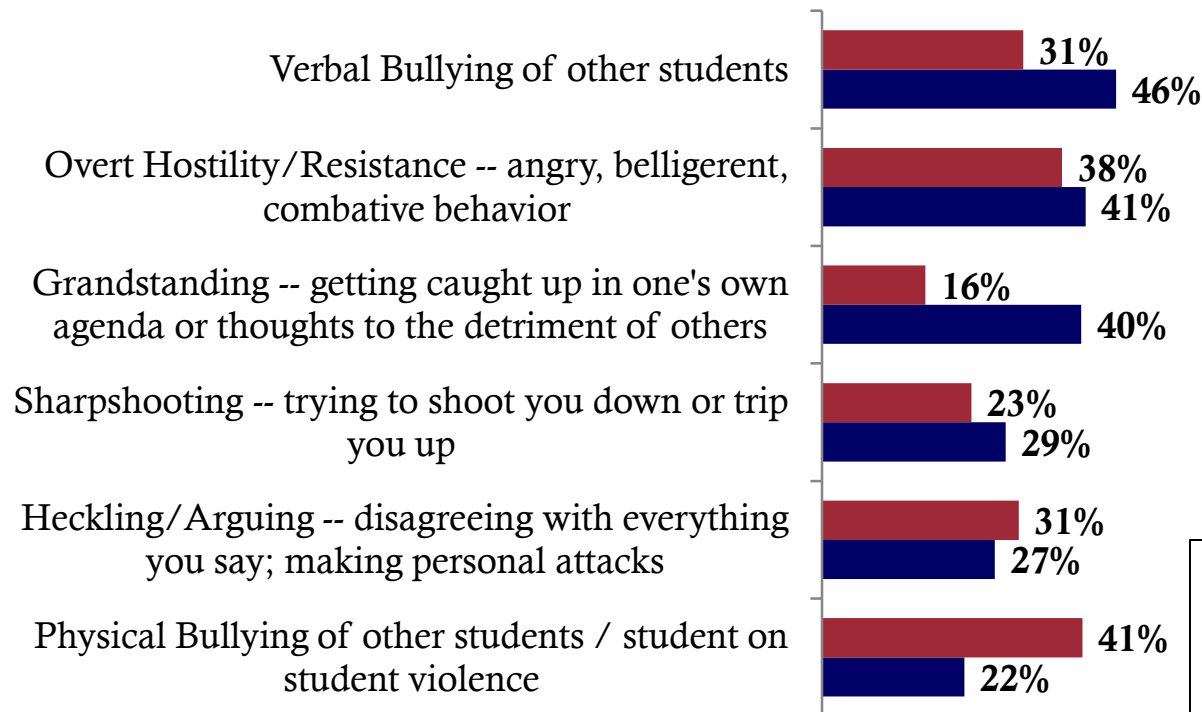 Verbal Bullying of other students
31%
46%
Overt Hostility/Resistance -- angry, belligerent,
combative behavior
38%
41%
Grandstanding -- getting caught up in one's own
agenda or thoughts to the detriment of others
16%
40%
Sharpshooting -- trying to shoot you down or trip
you up
23%
29%
Heckling/Arguing -- disagreeing with everything
you say; making personal attacks
31%
27%
Physical Bullying of other students / student on
student violence
41%
22%